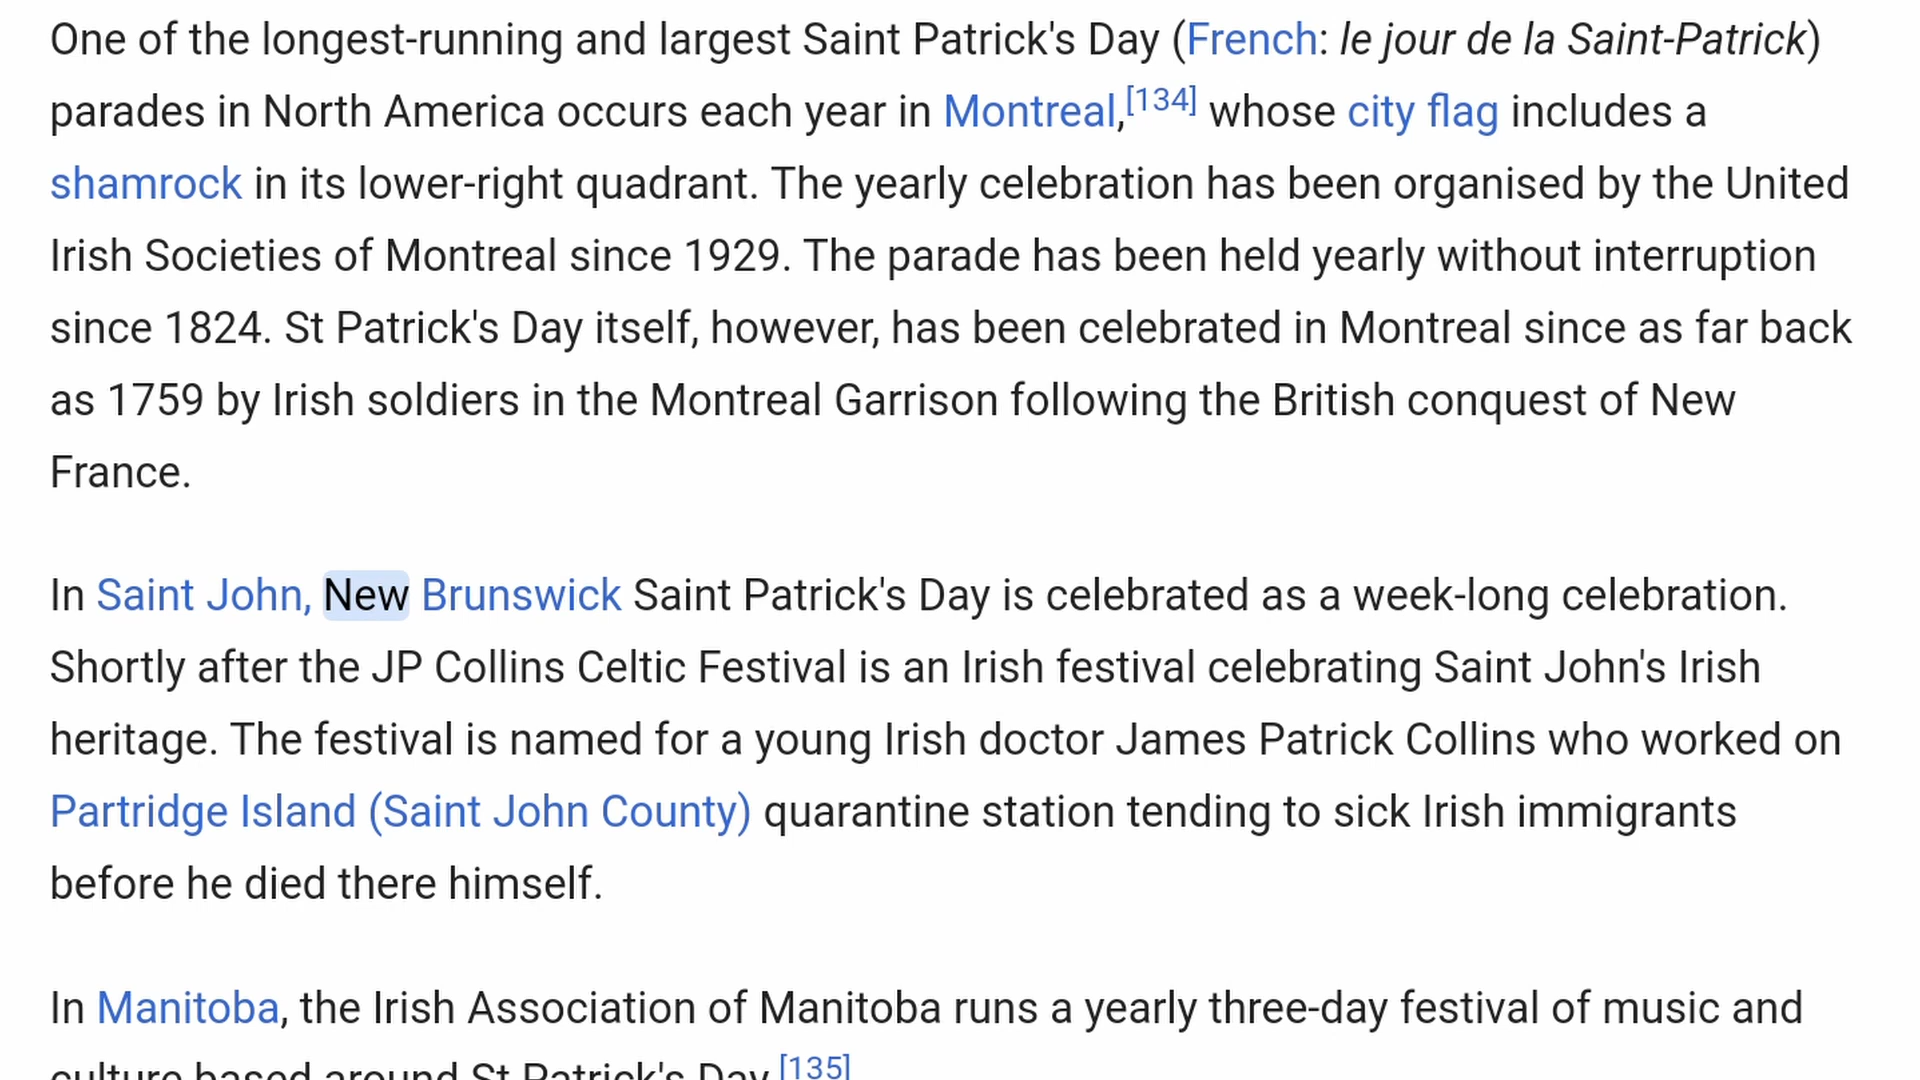 One of the longest-running and largest Saint Patrick's Day (French: le jour de la Saint-Patrick)
parades in North America occurs each year in Montreal,[134] whose city flag includes a
shamrock in its lower-right quadrant. The yearly celebration has been organised by the United
Irish Societies of Montreal since 1929. The parade has been held yearly without interruption
since 1824. St Patrick's Day itself, however, has been celebrated in Montreal since as far back
as 1759 by Irish soldiers in the Montreal Garrison following the British conquest of New
France.
In Saint John, New Brunswick Saint Patrick's Day is celebrated as a week-long celebration.
Shortly after the JP Collins Celtic Festival is an Irish festival celebrating Saint John's Irish
heritage. The festival is named for a young Irish doctor James Patrick Collins who worked on
Partridge Island (Saint John County) quarantine station tending to sick Irish immigrants
before he died there himself.
In Manitoba, the Irish Association of Manitoba runs a yearly three-day festival of music and
culture based around St Patrick's Day.[135]